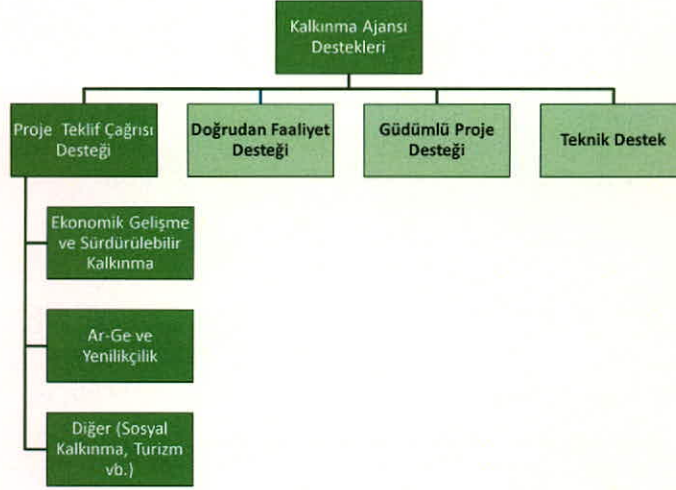 Kalkınma Ajansı
Destekleri
Proje Teklif Çağrısı
Desteği
Doğrudan Faaliyet
Desteği
Güdümlü Proje
Desteği
Teknik Destek
Ekonomik Gelişme
ve Sürdürülebilir
Kalkınma
Ar-Ge ve
Yenilikçilik
Diğer (Sosyal
Kalkınma, Turizm
vb.)